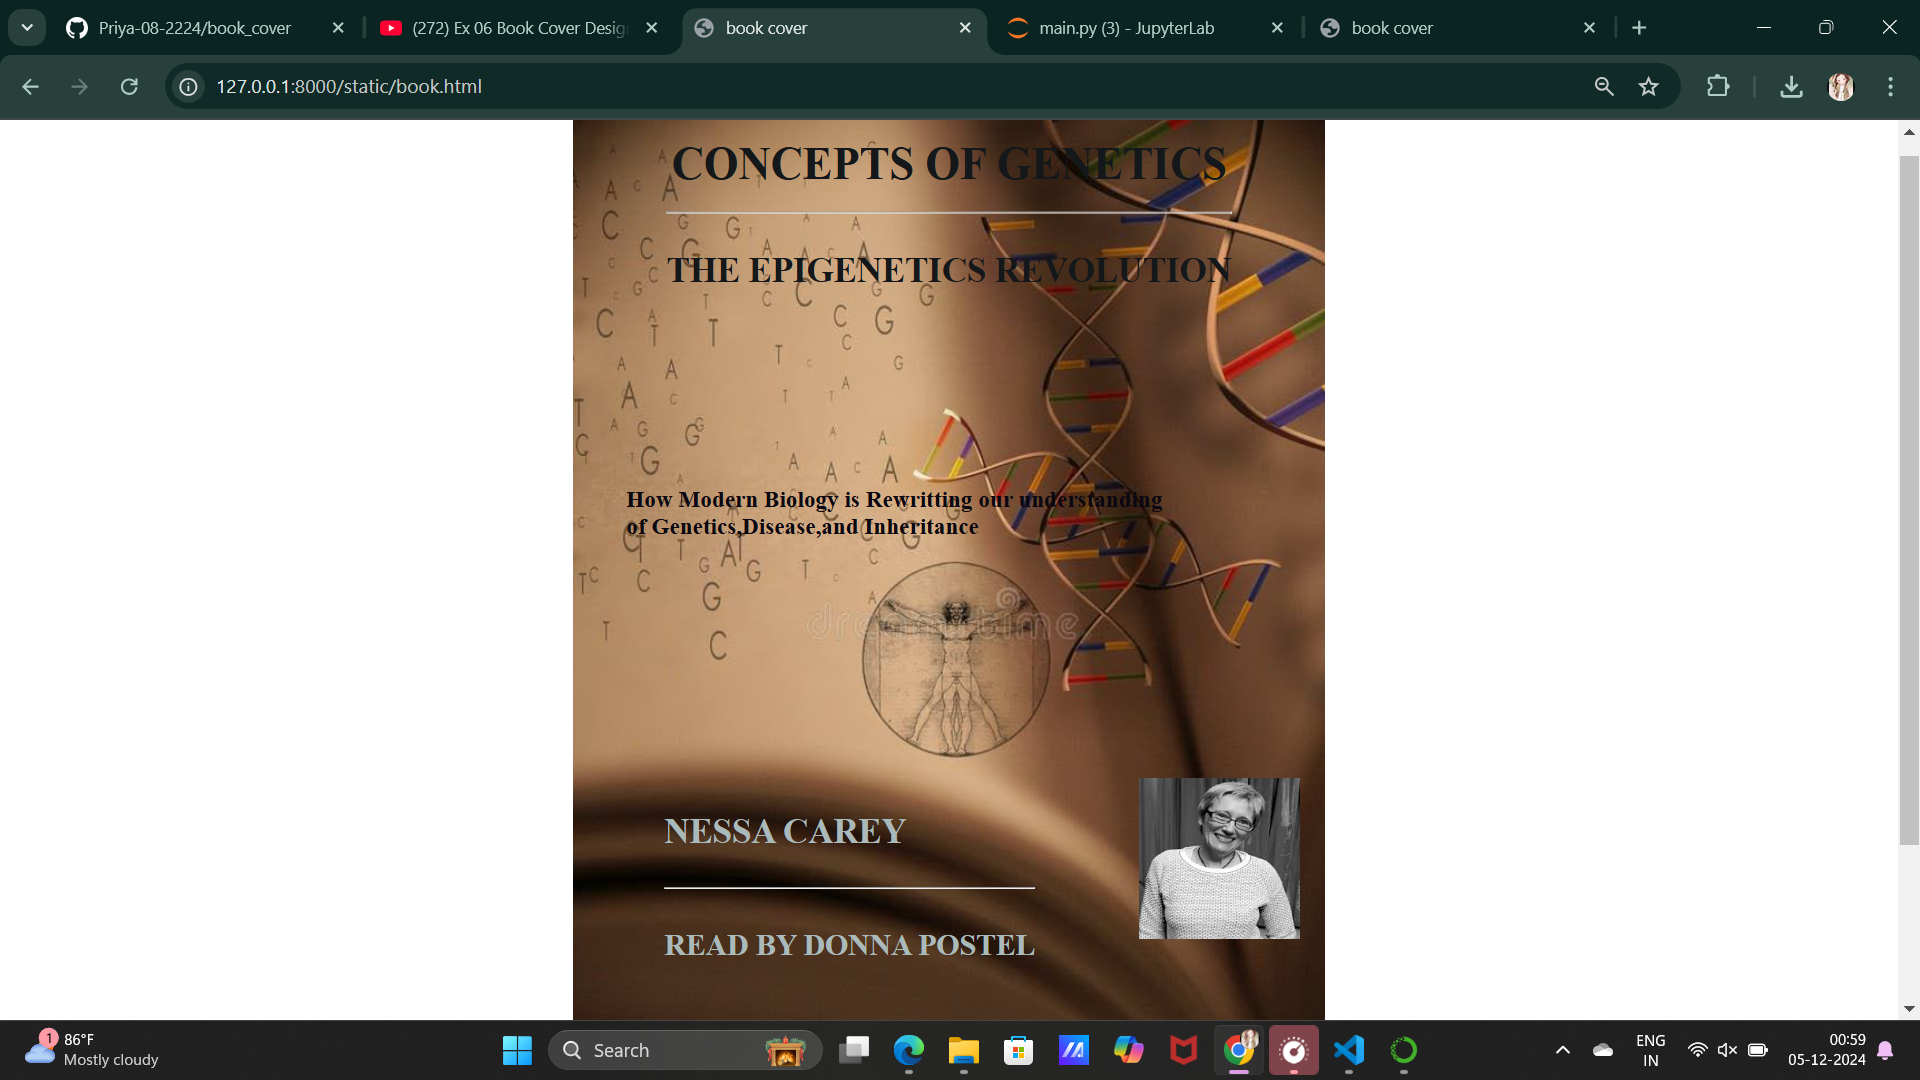 Priya-08-2224/book_cover
(272) Ex 06 Book Cover Desig
book cover
main.py (3) - JupyterLab
book cover
127.0.0.1:8000/static/book.html
CONCEPTS OF GENETICS
THE EPIGENETICS REVOLUTION
How Modern Biology is Rewritting our understanding
of Genetics,Disease,and Inheritance
NESSA CAREY
READ BY DONNA POSTEL
1
86°F
Mostly cloudy
Search
ENG
IN
00:59
05-12-2024